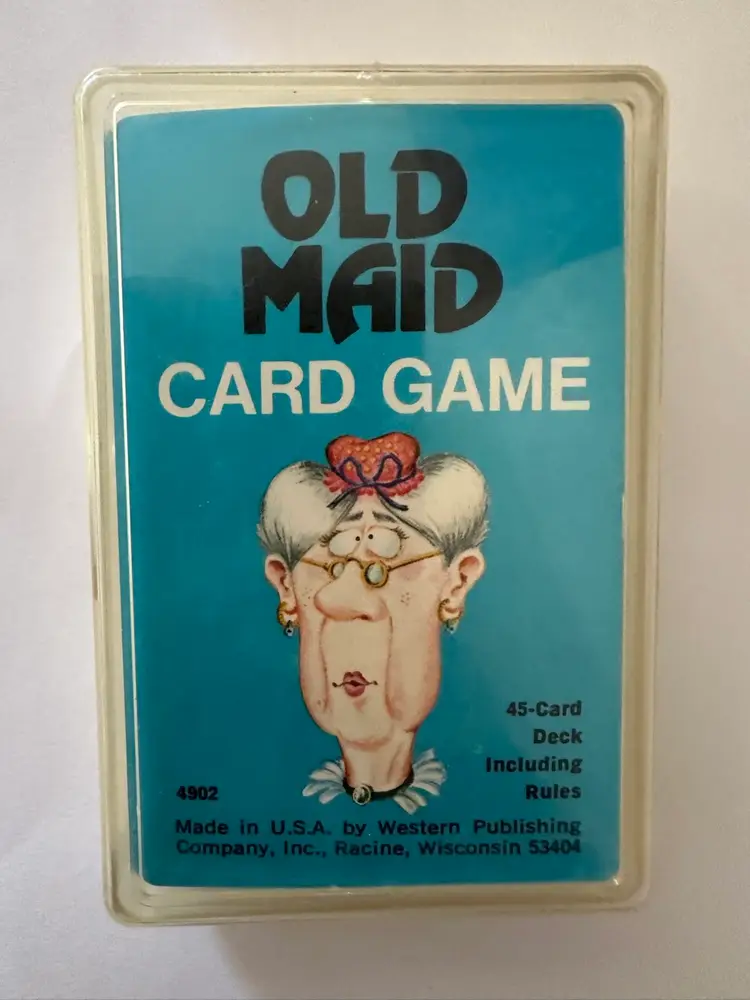 OLD
MAID
CARD GAME
45-Card
Deck
Including
4902 Rules
Made in U.S.A. by Western Publishing
Company, Inc., Racine, Wisconsin 53404